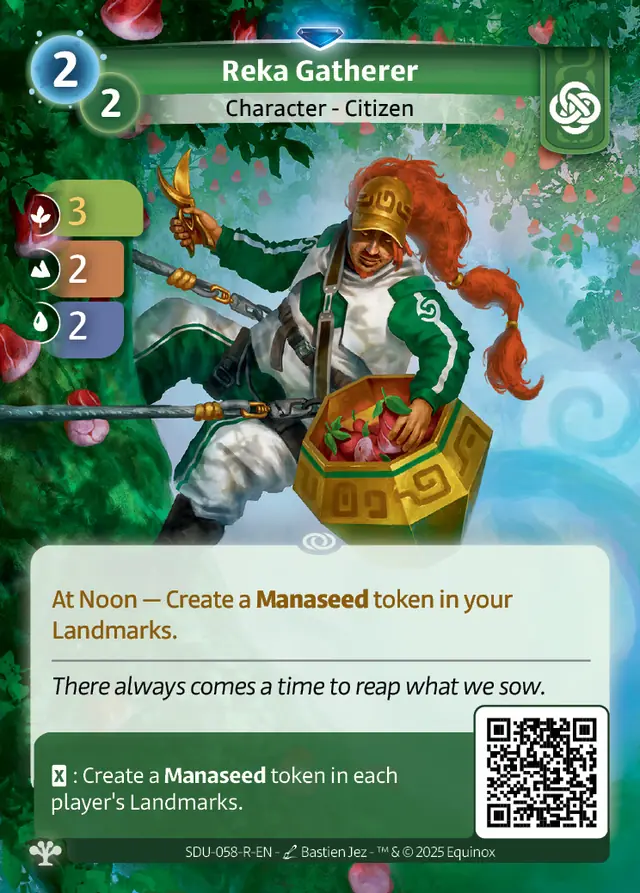 2
2
Reka Gatherer
Character - Citizen
3
2
2
At Noon — Create a Manaseed token in your
Landmarks.
There always comes a time to reap what we sow.
X : Create a Manaseed token in each
player's Landmarks.
SDU-058-R-EN - Bastien Jez - ™ & © 2025 Equinox